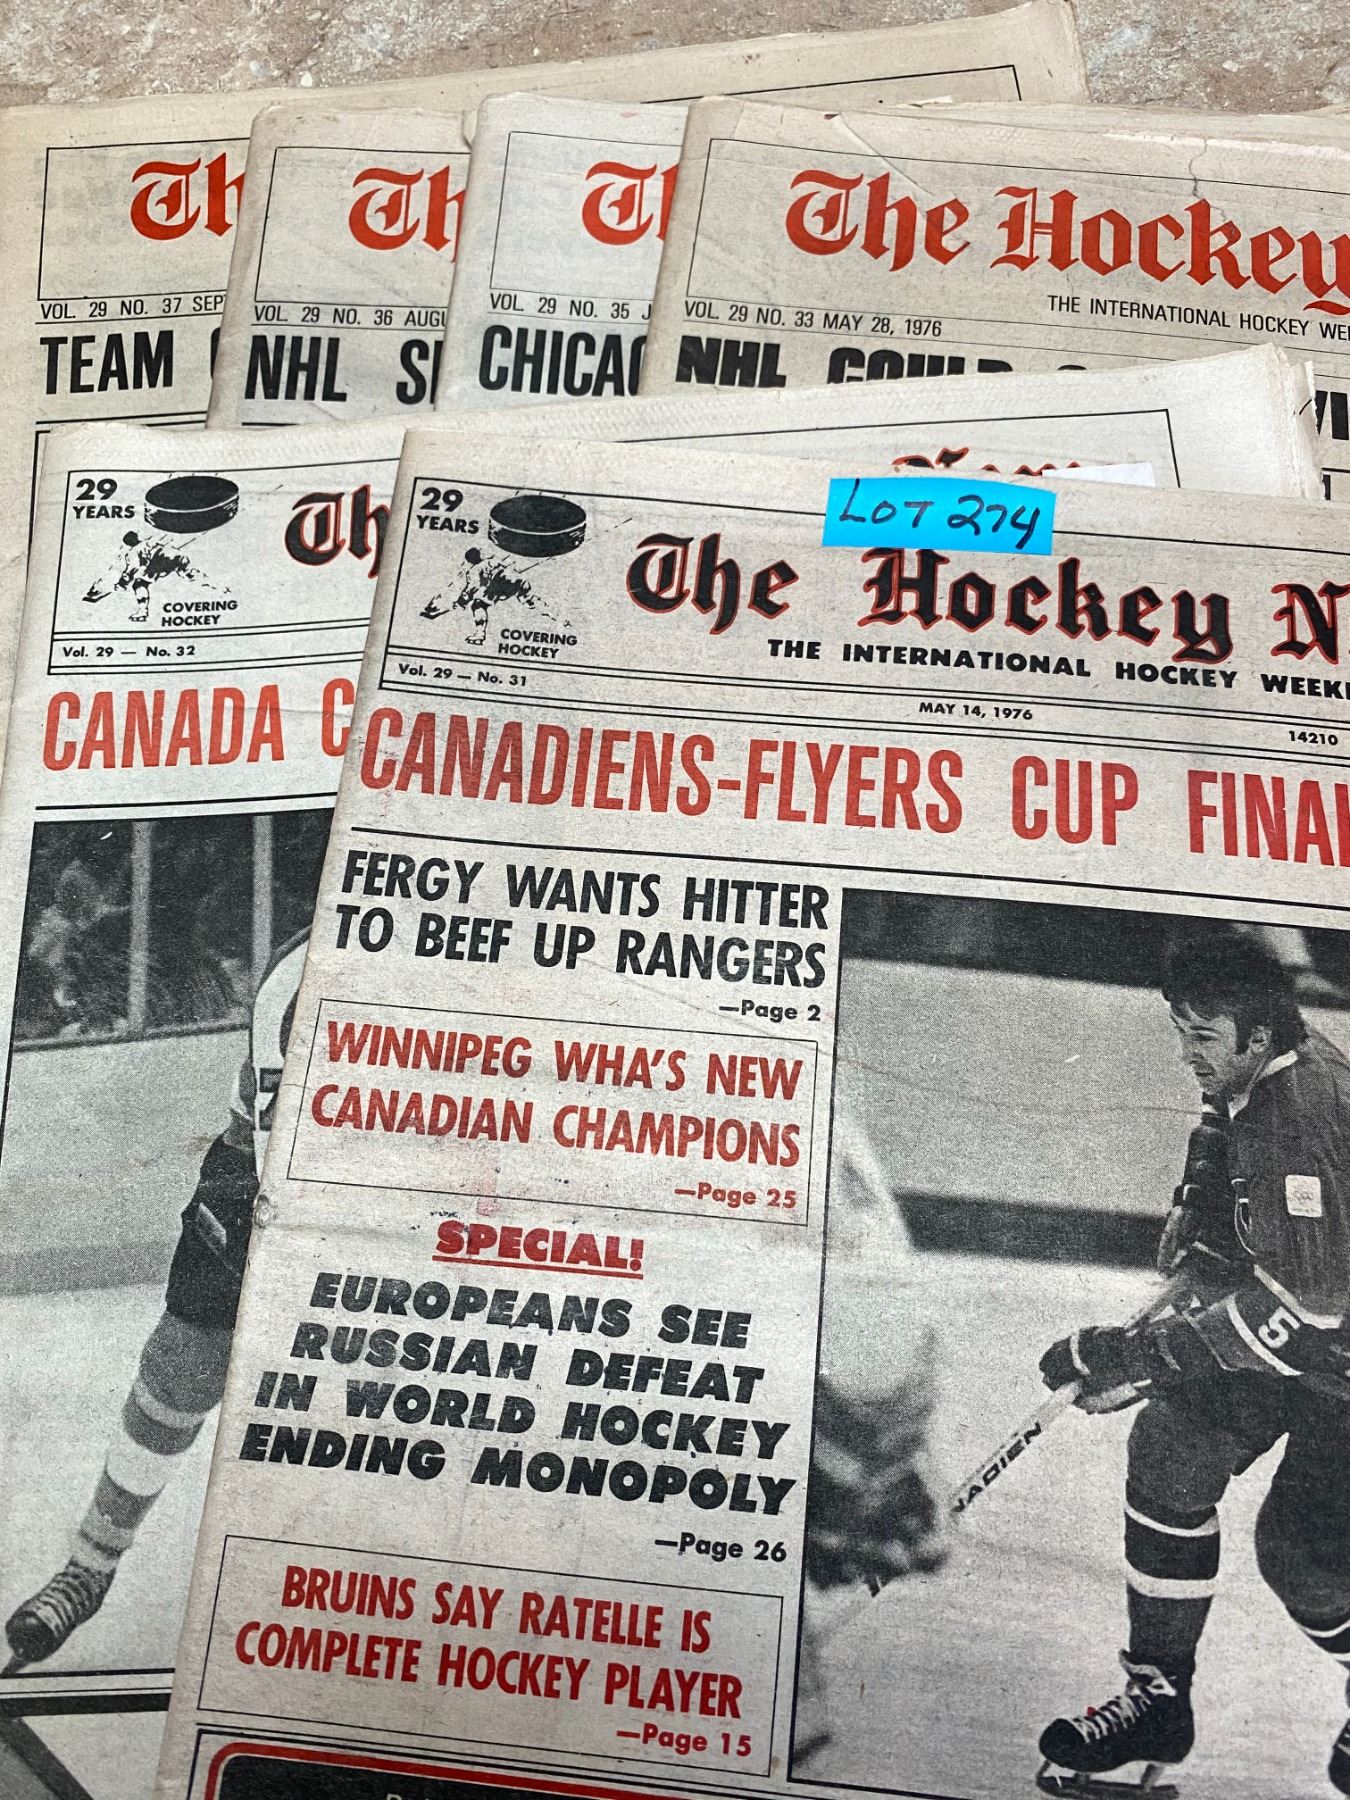 VOL. 29 NO. 37
TEAM
VOL. 29 NO. 36
NHL
VOL. 29 NO. 35
The Hockey
THE INTERNATIONAL HOCKEY
VOL. 29 NO. 33 MAY 28, 1976
NHL COULD
29
YEARS
COVERING
HOCKEY
Vol. 29 — No. 32
CANADA
LOT 274
29
YEARS
COVERING
HOCKEY
The Hockey
THE INTERNATIONAL HOCKEY
Vol. 29 — No. 31
MAY 14, 1976
14210
CANADIENS-FLYERS CUP
FERGY WANTS HITTER
TO BEEF UP RANGERS
—Page 2
WINNIPEG WHA'S NEW
CANADIAN CHAMPIONS
—Page 25
SPECIAL!
EUROPEANS SEE
RUSSIAN DEFEAT
IN WORLD HOCKEY
ENDING MONOPOLY
—Page 26
BRUINS SAY RATELLE IS
COMPLETE HOCKEY PLAYER
—Page 15
5
NADIEN